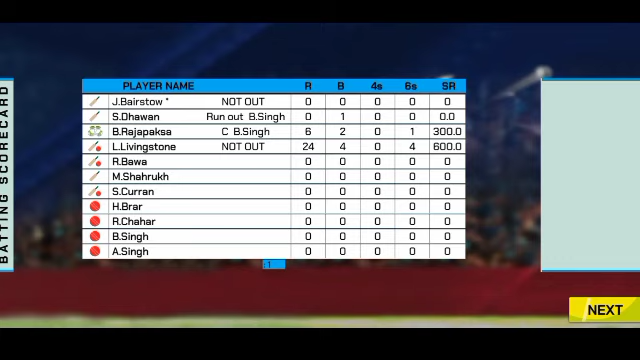 BATTING SCORECARD
PLAYER NAME R B 4s 6s SR
J.Bairstow * NOT OUT 0 0 0 0 0
S.Dhawan Run out B.Singh 0 1 0 0 0.0
B.Rajapaksa C B.Singh 6 2 0 1 300.0
L.Livingstone NOT OUT 24 4 0 4 600.0
R.Bawa 0 0 0 0 0
M.Shahrukh 0 0 0 0 0
S.Curran 0 0 0 0 0
H.Brar 0 0 0 0 0
R.Chahar 0 0 0 0 0
B.Singh 0 0 0 0 0
A.Singh 0 0 0 0 0
NEXT